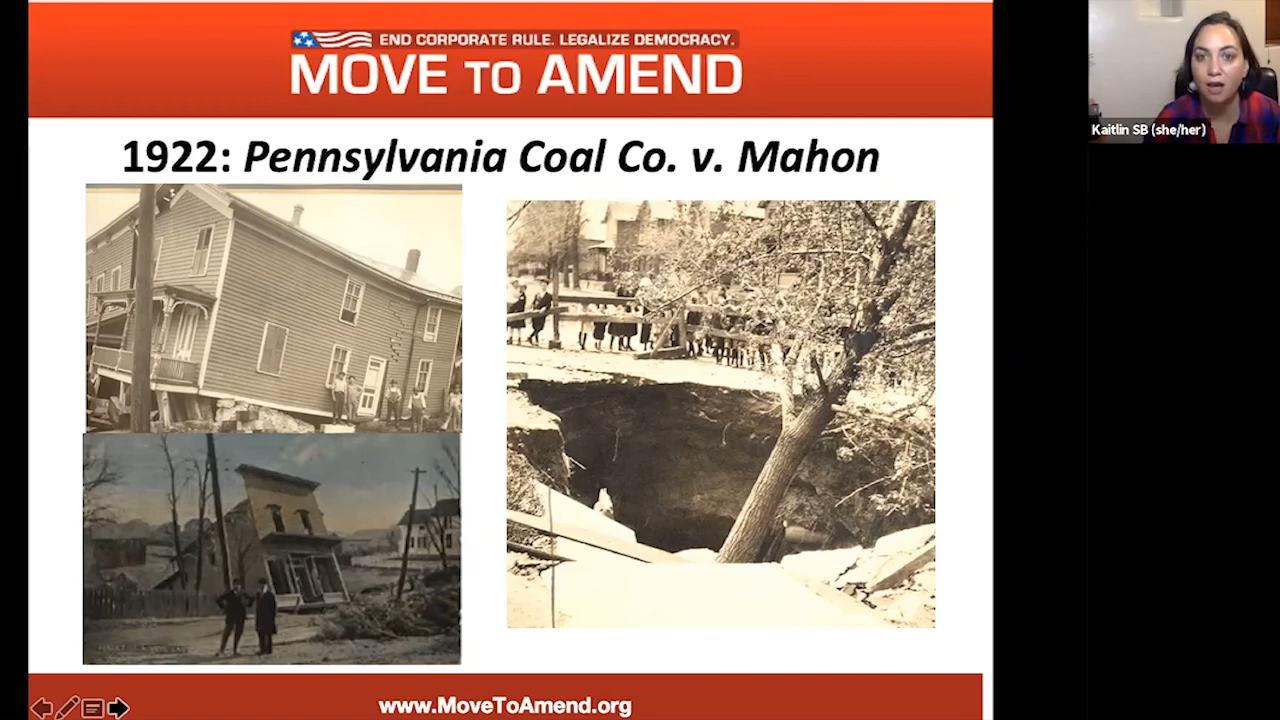 END CORPORATE RULE. LEGALIZE DEMOCRACY.
MOVE TO AMEND
1922: Pennsylvania Coal Co. v. Mahon
Kaitlin SB (she/her)
www.MoveToAmend.org